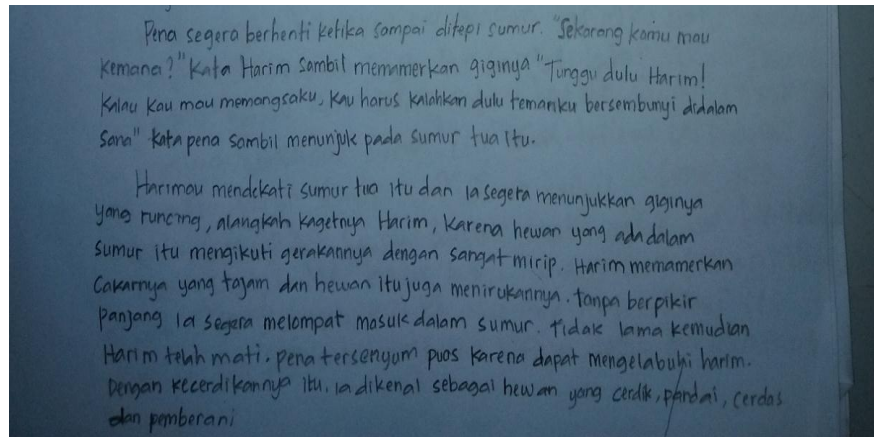 Pena segera berhenti ketika sampai ditepi sumur. "Sekarang kamu mau
kemana?" Kata Harim sambil memamerkan giginya "Tunggu dulu Harim!
Kalau kau mau memangsaku, kau harus kalahkan dulu temanku bersembunyi didalam
sana" kata pena sambil menunjuk pada sumur tua itu.
Harimau mendekati sumur tua itu dan ia segera menunjukkan giginya
yang runcing, alangkah kagetnya Harim, karena hewan yang ada dalam
sumur itu mengikuti gerakannya dengan sangat mirip. Harim memamerkan
Cakarnya yang tajam dan hewan itu juga menirukannya. tanpa berpikir
panjang ia segera melompat masuk dalam sumur. tidak lama kemudian
Harim telah mati. pena tersenyum puas karena dapat mengelabuhi harim.
Dengan kecerdikannya itu, ia dikenal sebagai hewan yang cerdik, pandai, cerdas
dan pemberani